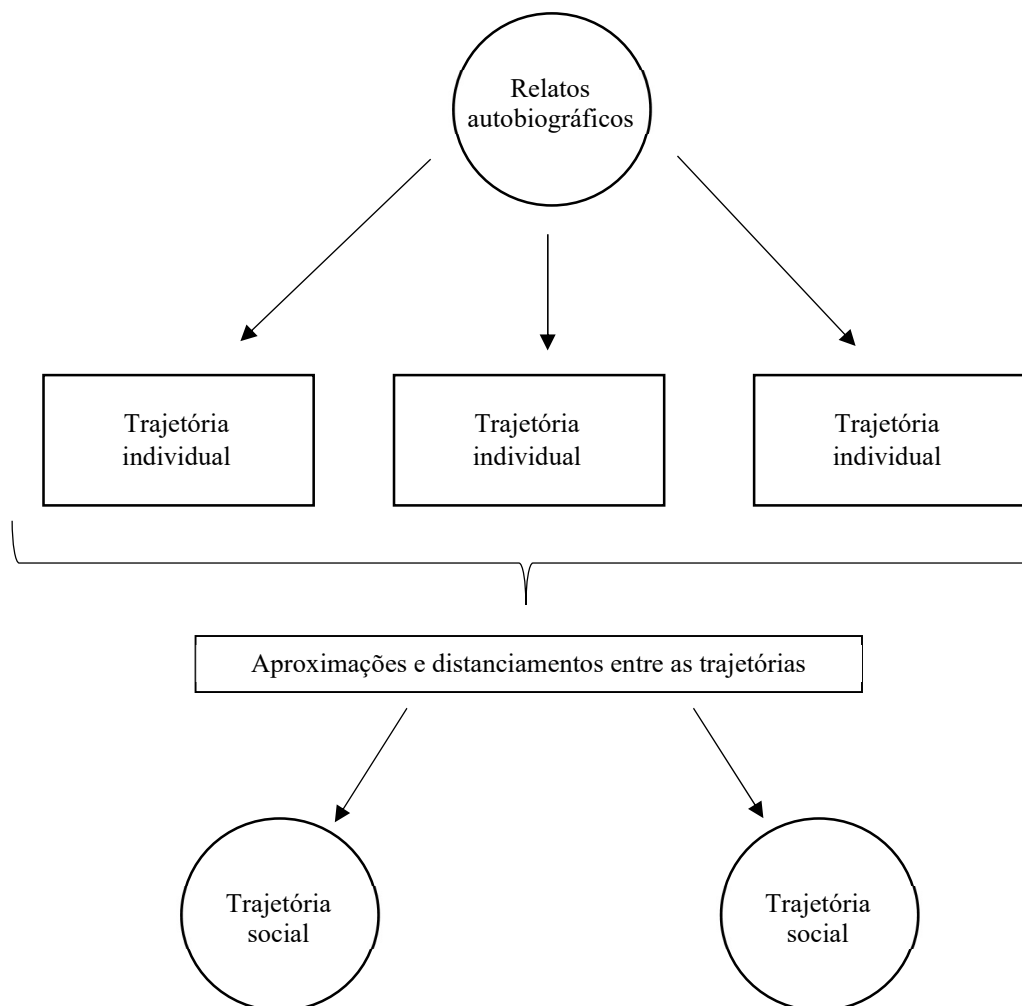 Relatos
autobiográficos
Trajetória
individual
Trajetória
individual
Trajetória
individual
Aproximações e distanciamentos entre as trajetórias
Trajetória
social
Trajetória
social